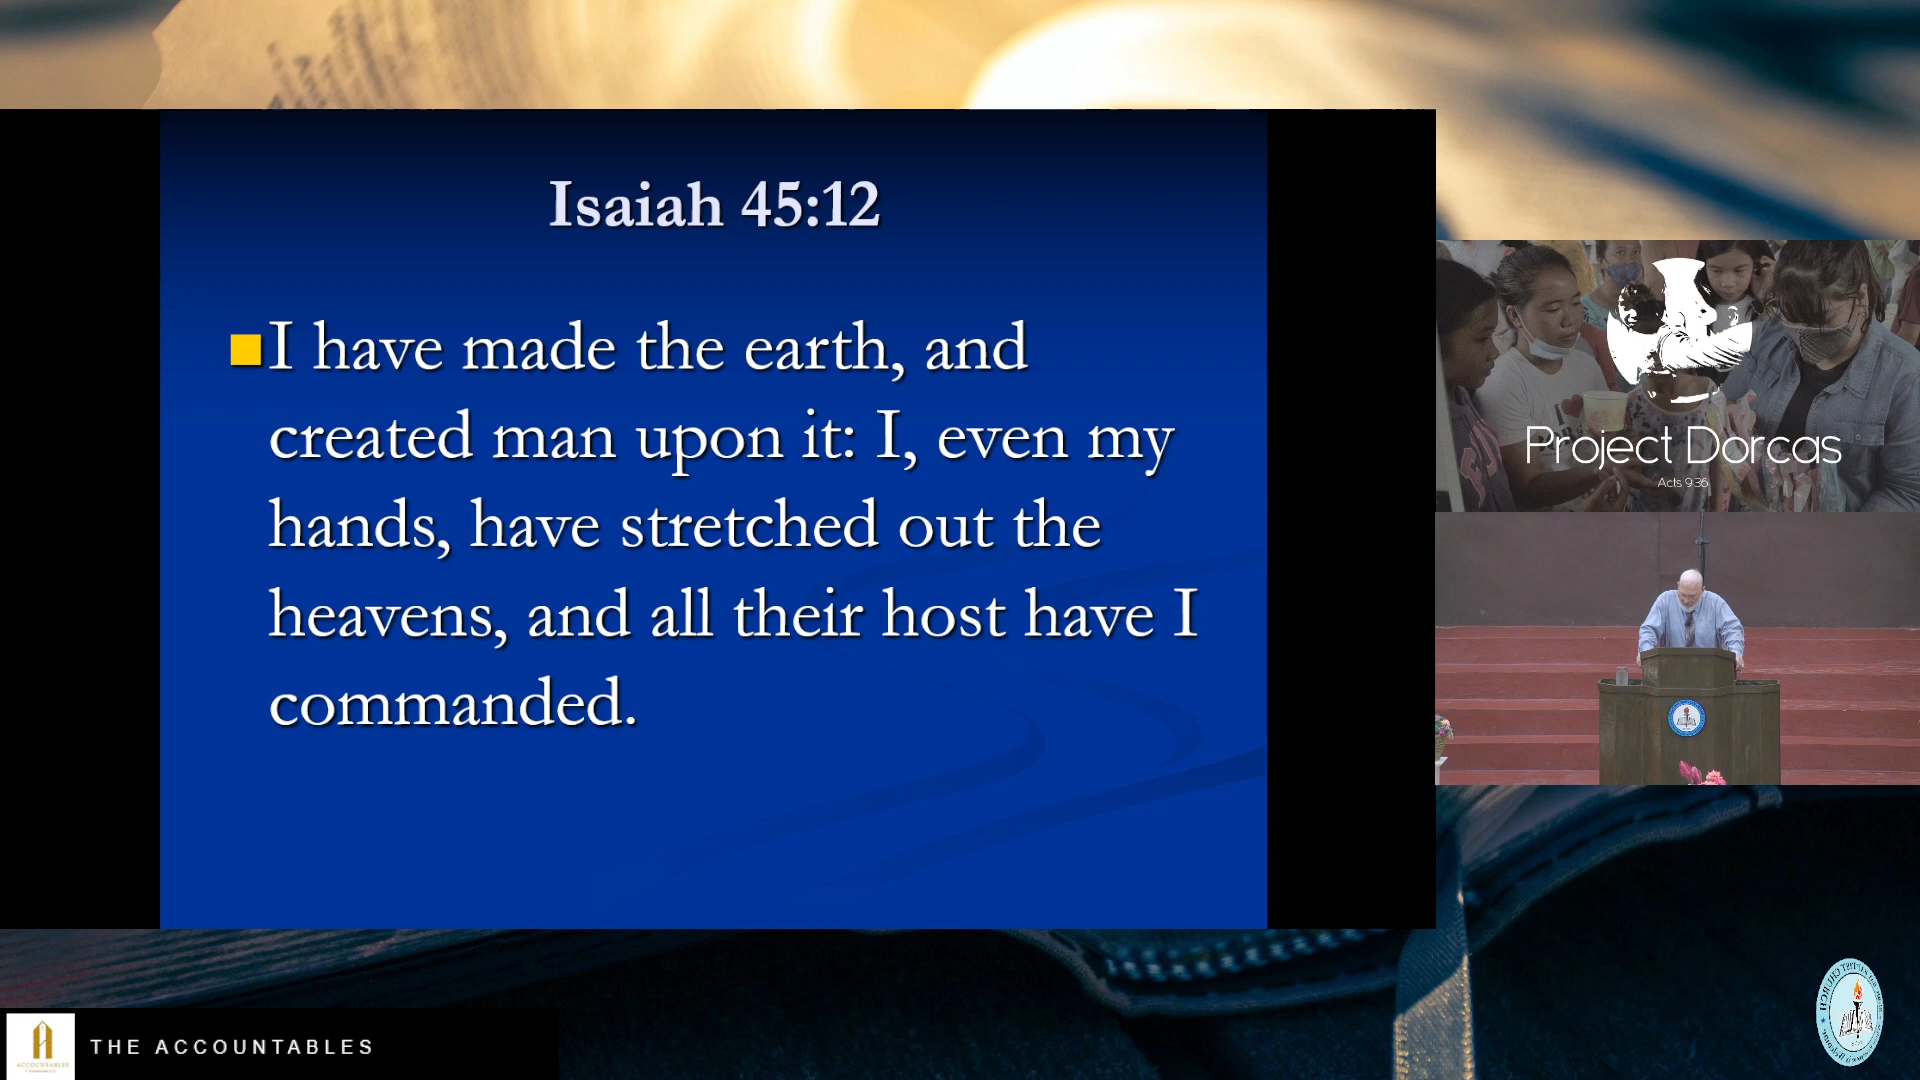 Isaiah 45:12
I have made the earth, and
created man upon it: I, even my
hands, have stretched out the
heavens, and all their host have I
commanded.
Project Dorcas
Acts 9:36
THE ACCOUNTABLES
ACCOUNTABLES